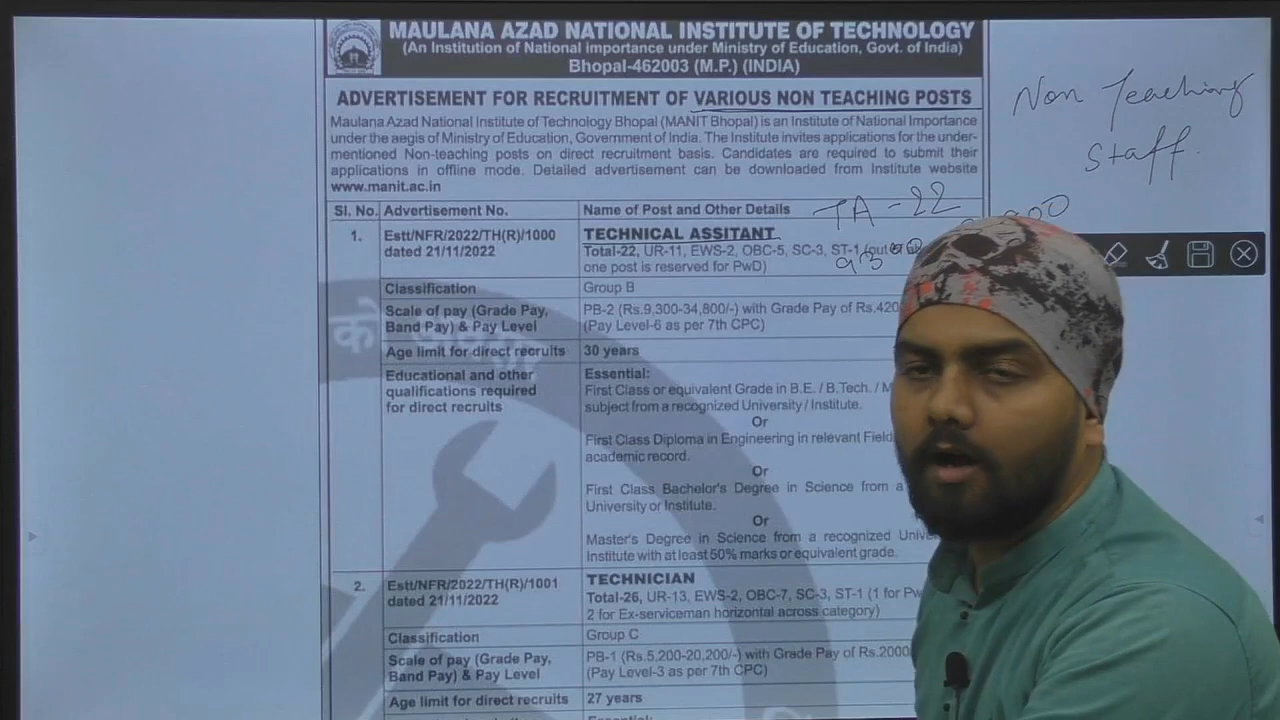 MAULANA AZAD NATIONAL INSTITUTE OF TECHNOLOGY
(An Institution of National importance under Ministry of Education, Govt. of India)
Bhopal-462003 (M.P.) (INDIA)
ADVERTISEMENT FOR RECRUITMENT OF VARIOUS NON TEACHING POSTS
Maulana Azad National Institute of Technology Bhopal (MANIT Bhopal) is an Institute of National Importance
under the aegis of Ministry of Education, Government of India. The Institute invites applications for the under-
mentioned Non-teaching posts on direct recruitment basis. Candidates are required to submit their
applications in offline mode. Detailed advertisement can be downloaded from Institute website
www.manit.ac.in
Non Teaching
Staff.
Sl. No. Advertisement No. Name of Post and Other Details
TA - 22
1. Estt/NFR/2022/TH(R)/1000 TECHNICAL ASSITANT
dated 21/11/2022 Total-22, UR-11, EWS-2, OBC-5, SC-3, ST-1 (out
one post is reserved for PwD)
Classification Group B
Scale of pay (Grade Pay, PB-2 (Rs.9,300-34,800/-) with Grade Pay of Rs.420
Band Pay) & Pay Level (Pay Level-6 as per 7th CPC)
Age limit for direct recruits 30 years
Educational and other Essential:
qualifications required First Class or equivalent Grade in B.E. / B.Tech. / M
for direct recruits subject from a recognized University / Institute.
Or
First Class Diploma in Engineering in relevant Field
academic record.
Or
First Class Bachelor's Degree in Science from a
University or Institute.
Or
Master's Degree in Science from a recognized Unive
Institute with at least 50% marks or equivalent grade.
2. Estt/NFR/2022/TH(R)/1001 TECHNICIAN
dated 21/11/2022 Total-26, UR-13, EWS-2, OBC-7, SC-3, ST-1 (1 for Pw
2 for Ex-serviceman horizontal across category)
Classification Group C
Scale of pay (Grade Pay, PB-1 (Rs.5,200-20,200/-) with Grade Pay of Rs.2000
Band Pay) & Pay Level (Pay Level-3 as per 7th CPC)
Age limit for direct recruits 27 years